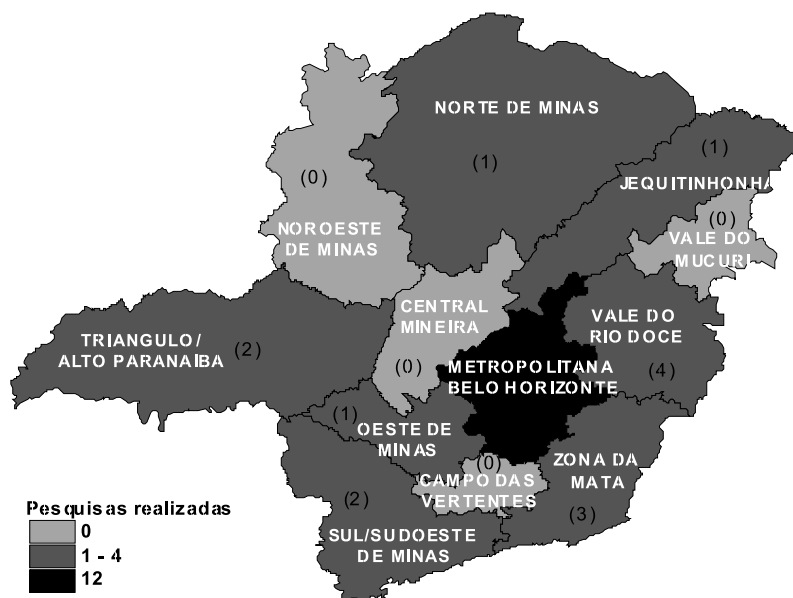 NORTE DE MINAS
(1)
(1)
JEQUITINHONHA
(0)
NOROESTE
DE MINAS
(0)
VALE DO
MUCURI
CENTRAL
MINEIRA
(0)
VALE DO
RIO DOCE
(4)
TRIANGULO/
ALTO PARANAÍBA
(2)
METROPOLITANA
BELO HORIZONTE
(1)
OESTE DE
MINAS
(0)
CAMPO DAS
VERTENTES
ZONA DA
MATA
(3)
(2)
SUL/SUDOESTE
DE MINAS
Pesquisas realizadas
0
1 - 4
12